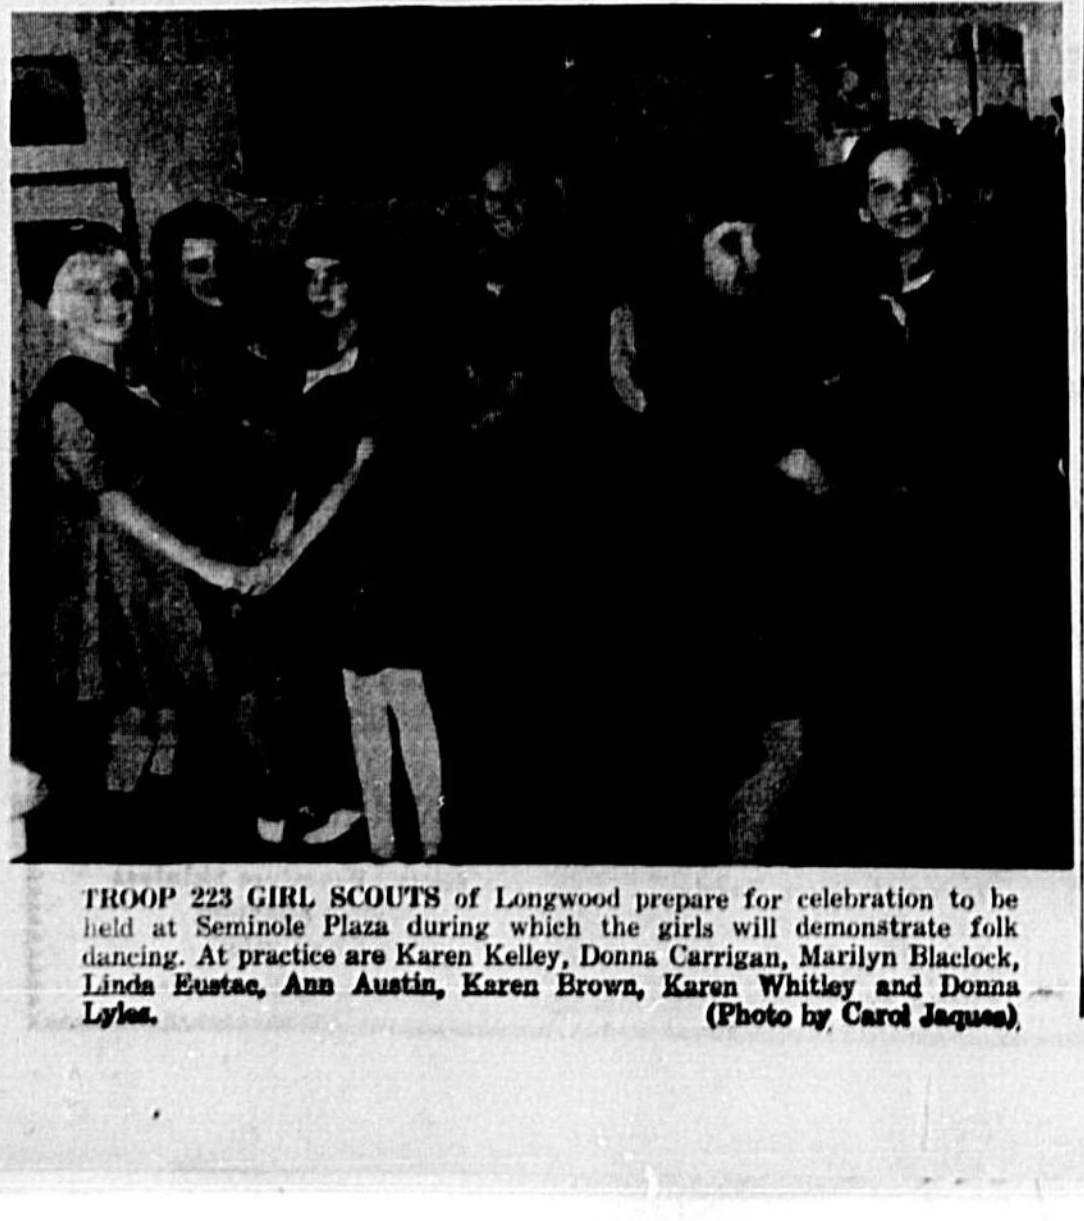 TROOP 223 GIRL SCOUTS of Longwood prepare for celebration to be
held at Seminole Plaza during which the girls will demonstrate folk
dancing. At practice are Karen Kelley, Donna Carrigan, Marilyn Blaclock,
Linda Eustac, Ann Austin, Karen Brown, Karen Whitley and Donna
Lyles. (Photo by Carol Jaques)